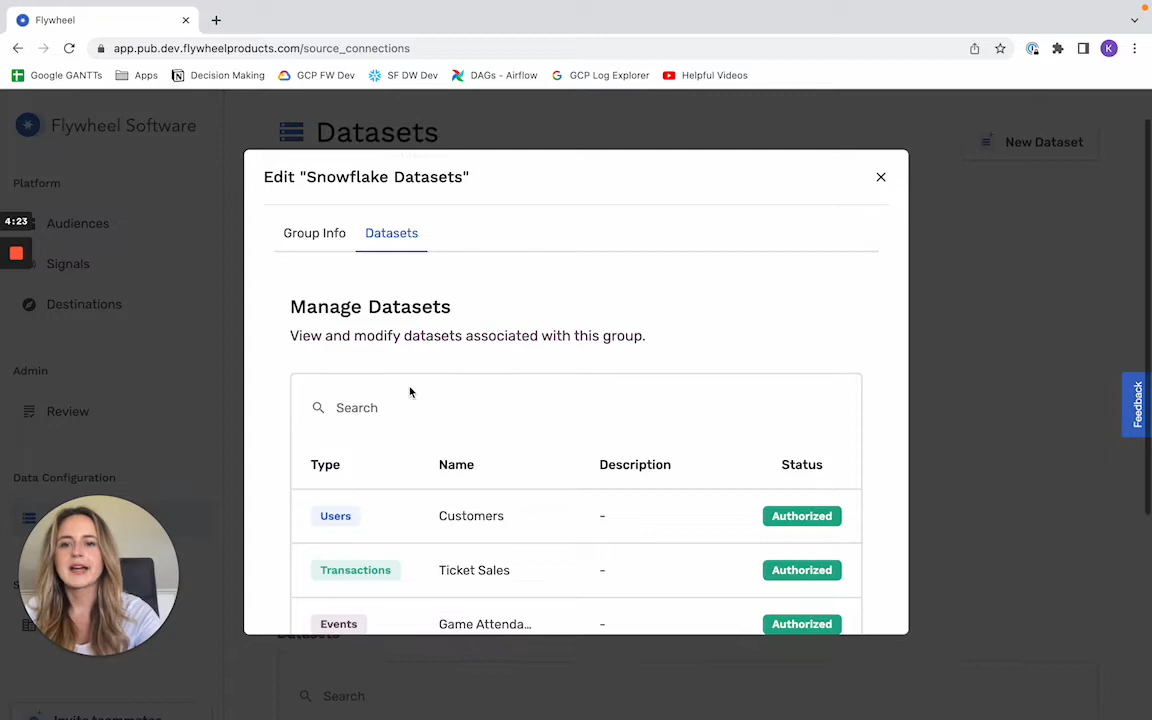 Flywheel
app.pub.dev.flywheelproducts.com/source_connections
K
Google GANTTs
Apps
Decision Making
GCP FW Dev
SF DW Dev
DAGs - Airflow
GCP Log Explorer
Helpful Videos
Flywheel Software
Datasets
New Dataset
Edit "Snowflake Datasets"
Platform
4:23
Audiences
Group Info
Datasets
Signals
Destinations
Manage Datasets
View and modify datasets associated with this group.
Admin
Review
Search
Feedback
Type Name Description Status
Data Configuration
Users Customers - Authorized
Transactions Ticket Sales - Authorized
Events Game Attenda... - Authorized
Datasets
Search
Invite teammates